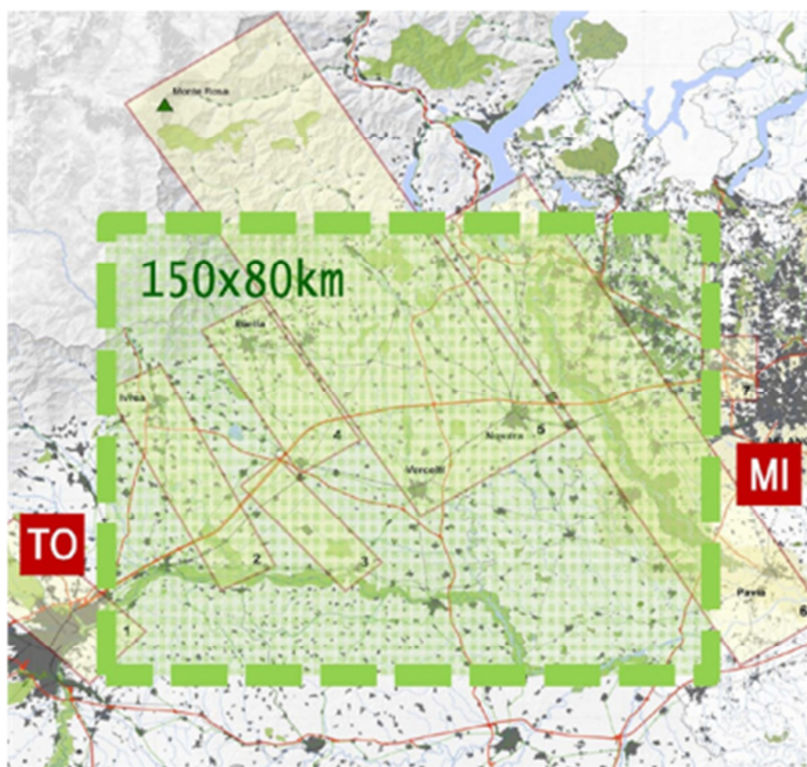 Monte Rosa
150x80km
Biella
Ivrea
7
4
Novara
5
Vercelli
MI
TO
2
3
Pavia
6
1